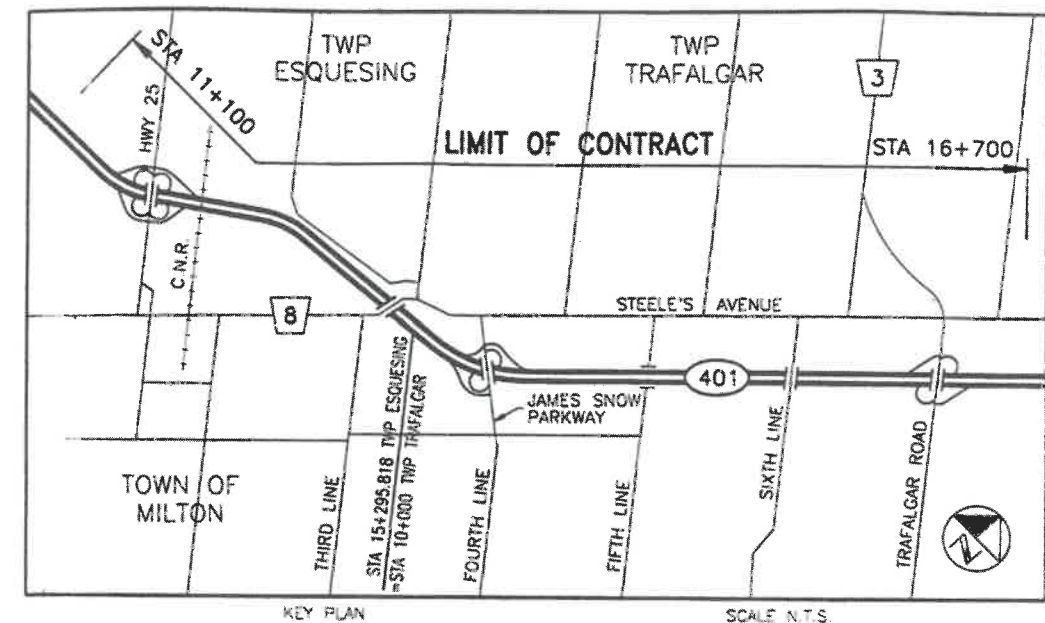 STA 11+100
TWP
ESQUESING
TWP
TRAFALGAR
3
HWY 25
LIMIT OF CONTRACT
STA 16+700
C.N.R.
8
STEELE'S AVENUE
401
JAMES SNOW
PARKWAY
TOWN OF
MILTON
THIRD LINE
STA 15+295.818 TWP ESQUESING
=STA 10+000 TWP TRAFALGAR
FOURTH LINE
FIFTH LINE
SIXTH LINE
TRAFALGAR ROAD
N
KEY PLAN
SCALE N.T.S.